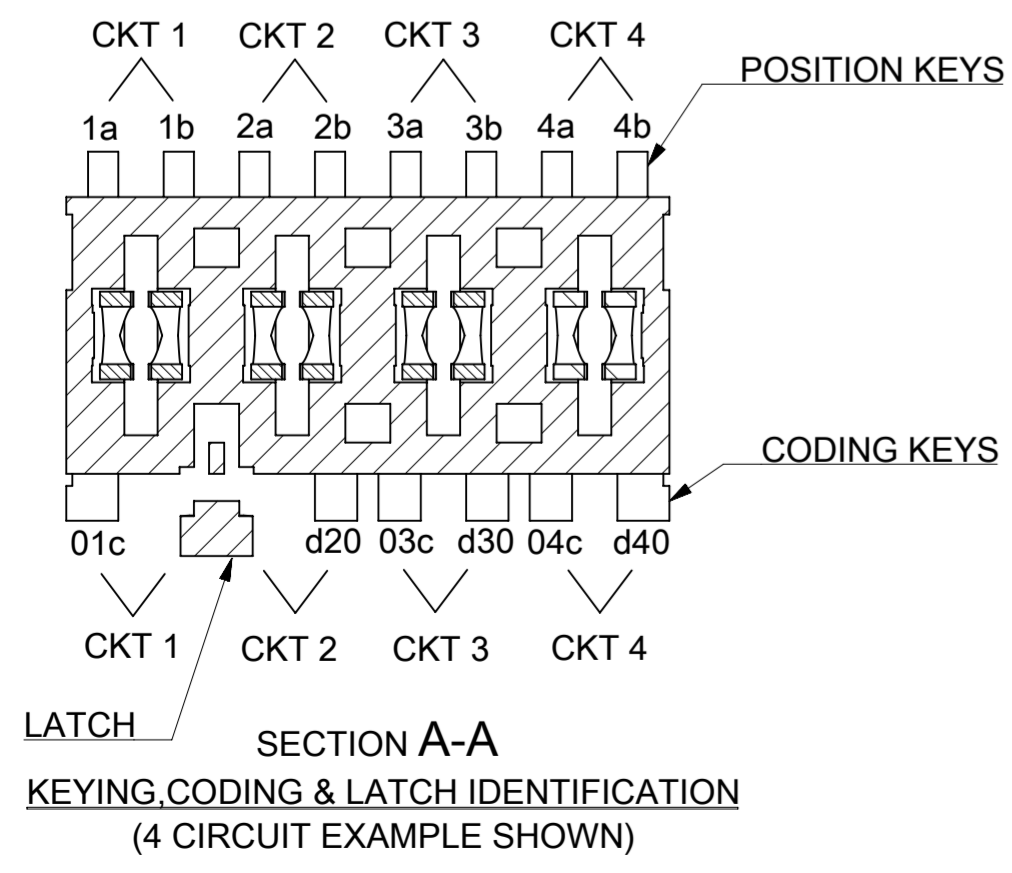 CKT 1 CKT 2 CKT 3 CKT 4
POSITION KEYS
1a 1b 2a 2b 3a 3b 4a 4b
CODING KEYS
01c d20 03c d30 04c d40
CKT 1 CKT 2 CKT 3 CKT 4
LATCH
SECTION A-A
KEYING,CODING & LATCH IDENTIFICATION
(4 CIRCUIT EXAMPLE SHOWN)